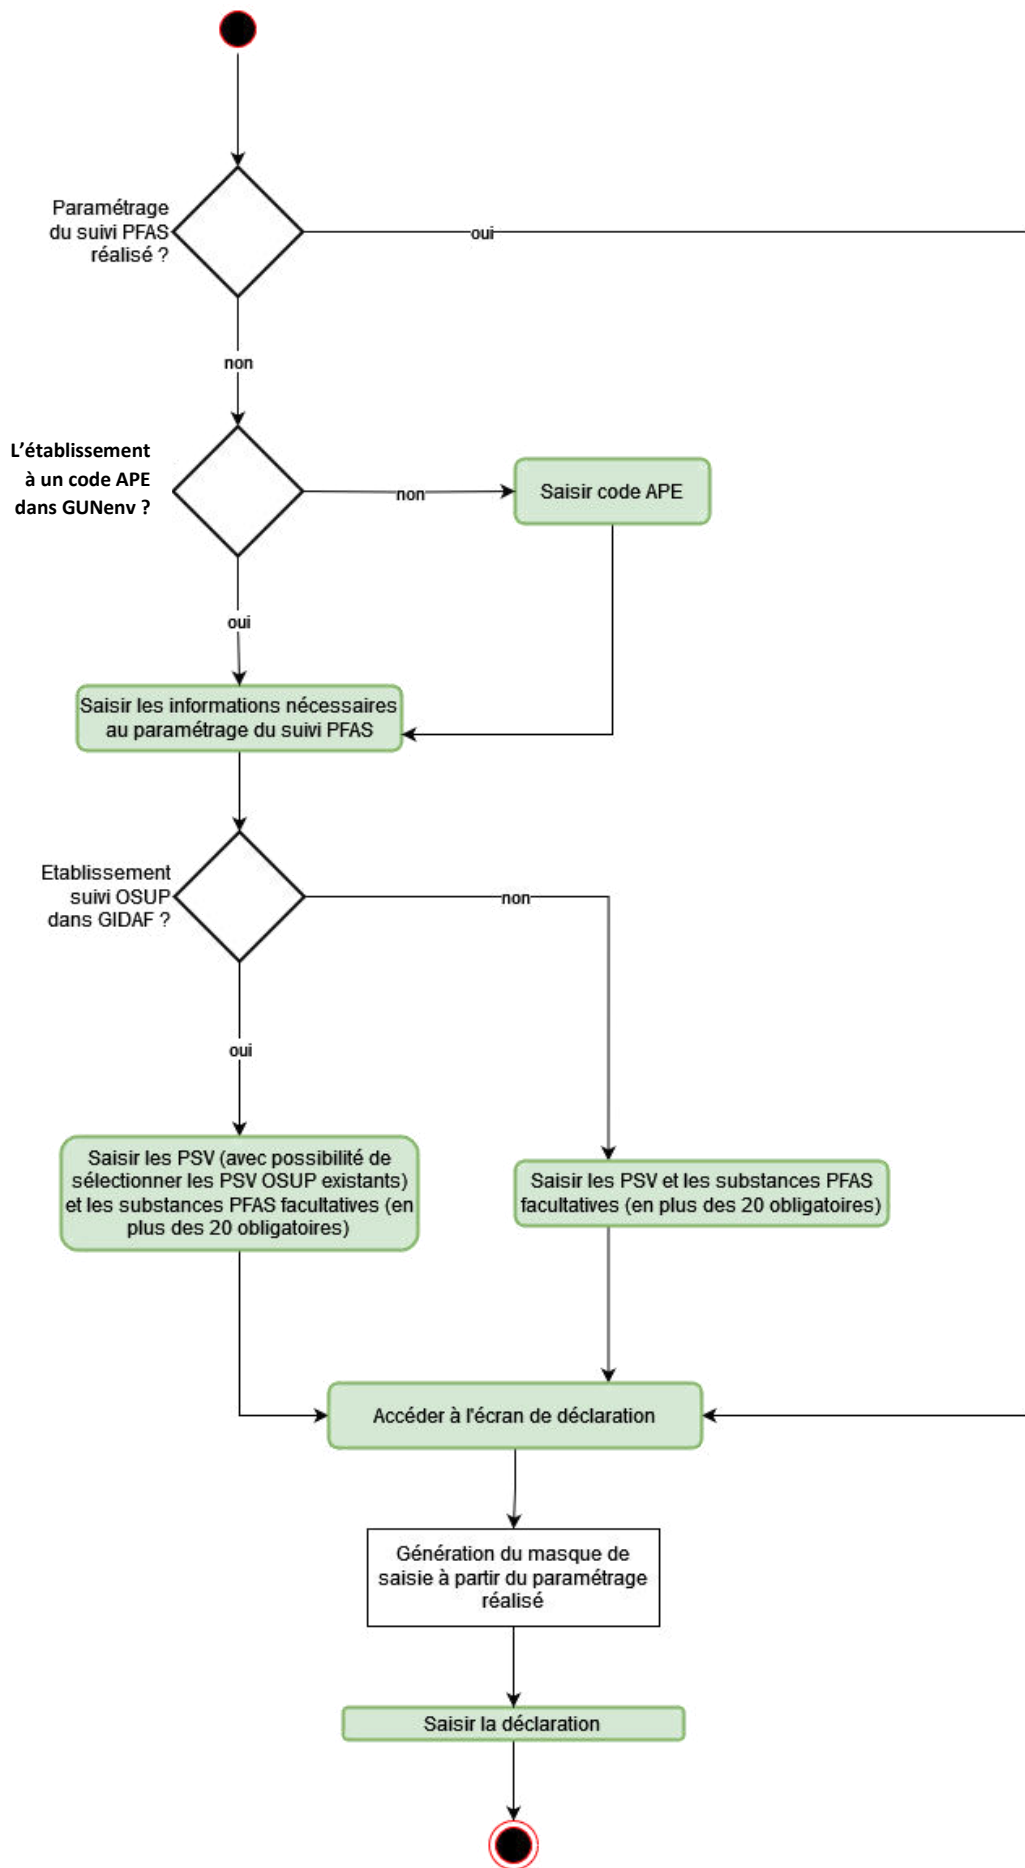 Paramétrage
du suivi PFAS
réalisé ?
oui
non
L'établissement
à un code APE
dans GUNenv ?
non
Saisir code APE
oui
Saisir les informations nécessaires
au paramétrage du suivi PFAS
Etablissement
suivi OSUP
dans GIDAF ?
non
oui
Saisir les PSV (avec possibilité de
sélectionner les PSV OSUP existants)
et les substances PFAS facultatives (en
plus des 20 obligatoires)
Saisir les PSV et les substances PFAS
facultatives (en plus des 20 obligatoires)
Accéder à l'écran de déclaration
Génération du masque de
saisie à partir du paramétrage
réalisé
Saisir la déclaration